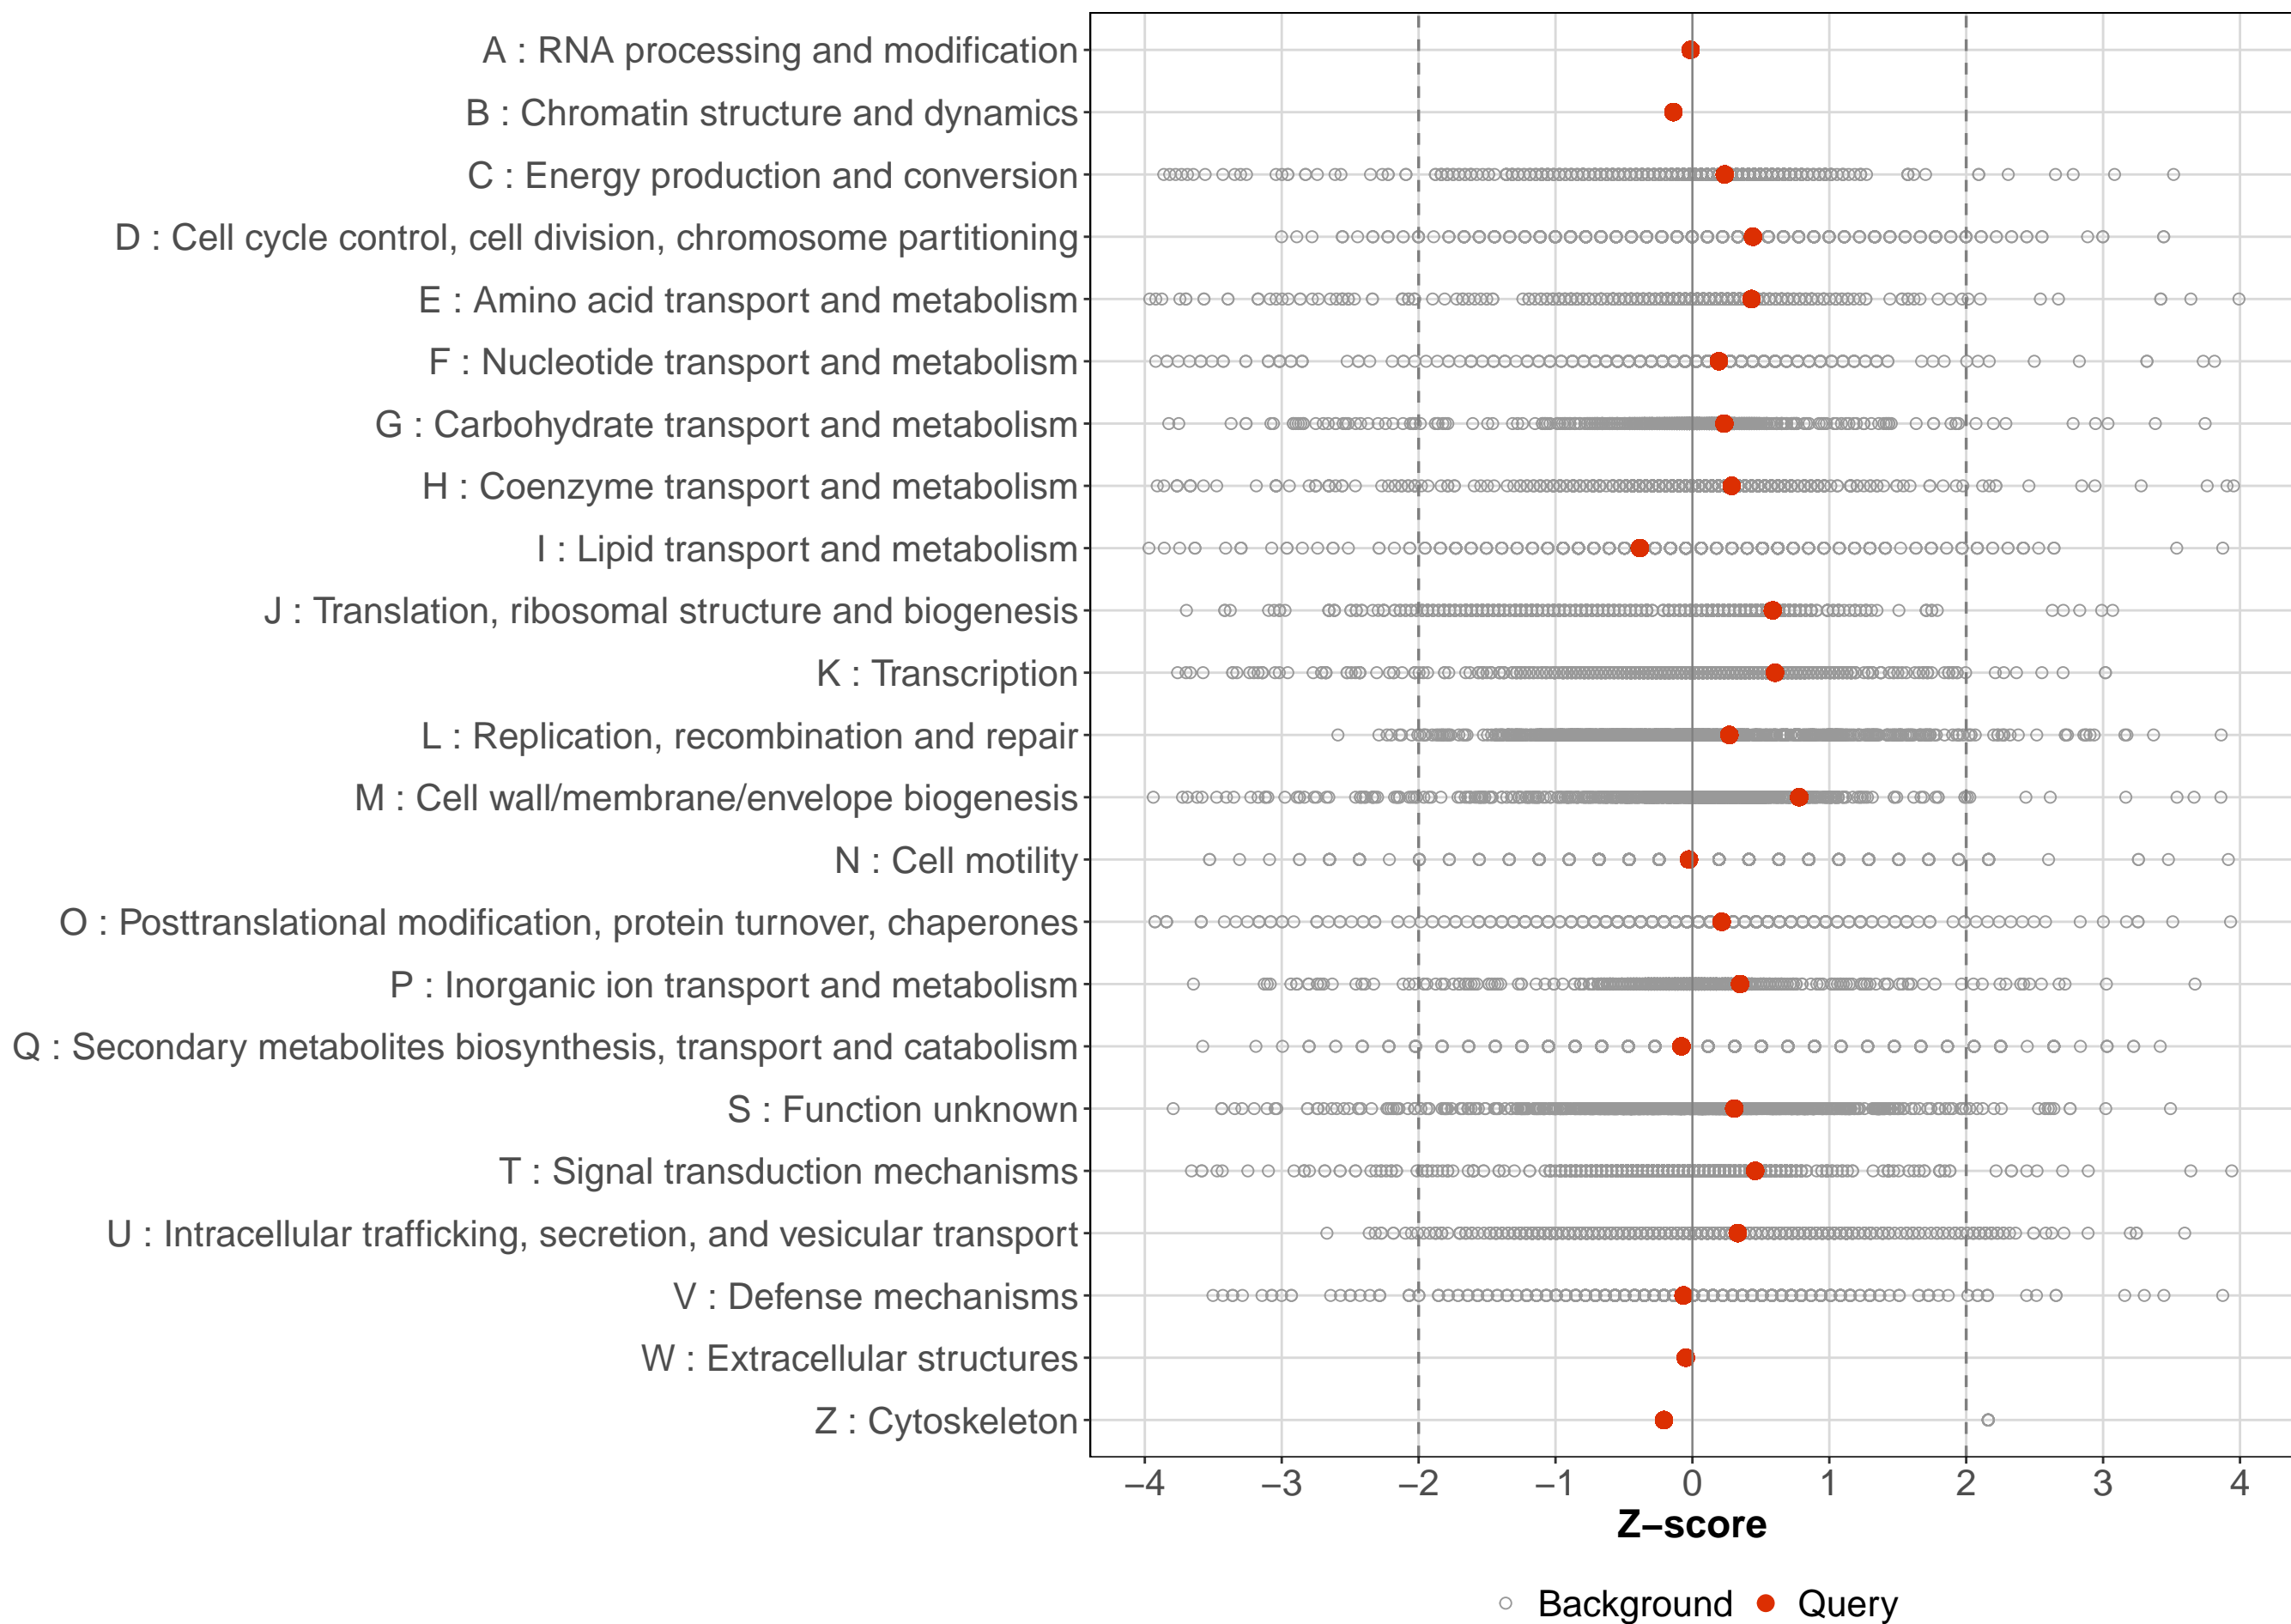 A : RNA processing and modification
B : Chromatin structure and dynamics
C : Energy production and conversion
D : Cell cycle control, cell division, chromosome partitioning
E : Amino acid transport and metabolism
F : Nucleotide transport and metabolism
G : Carbohydrate transport and metabolism
H : Coenzyme transport and metabolism
I : Lipid transport and metabolism
J : Translation, ribosomal structure and biogenesis
K : Transcription
L : Replication, recombination and repair
M : Cell wall/membrane/envelope biogenesis
N : Cell motility
O : Posttranslational modification, protein turnover, chaperones
P : Inorganic ion transport and metabolism
Q : Secondary metabolites biosynthesis, transport and catabolism
S : Function unknown
T : Signal transduction mechanisms
U : Intracellular trafficking, secretion, and vesicular transport
V : Defense mechanisms
W : Extracellular structures
Z : Cytoskeleton
−4 −3 −2 −1 0 1 2 3 4
Z−score
Background Query